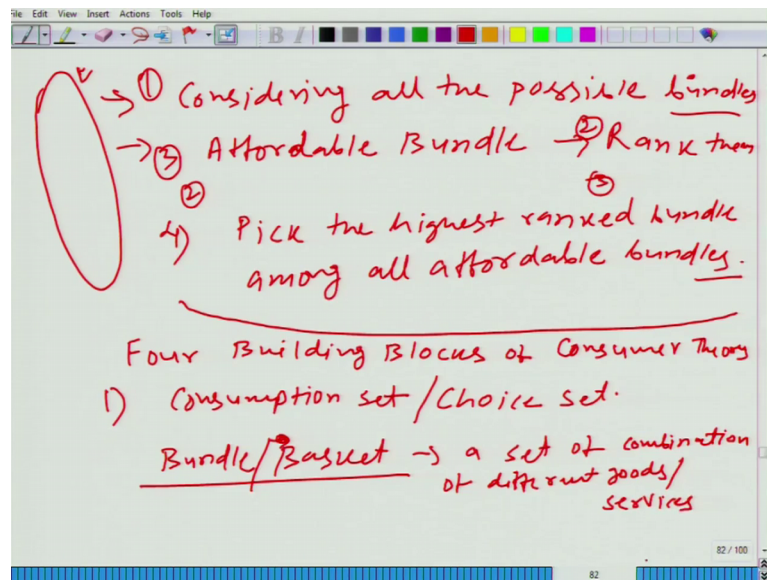 File Edit View Insert Actions Tools Help
→ ① Considering all the possible bundles
→ ③ Affordable Bundle → ② Rank them
②
③
4) Pick the highest ranked bundle
among all affordable bundles.
Four Building Blocks of Consumer Theory
1) Consumption set / Choice set.
Bundle/Basket → a set of combination
of different goods/
services
82 / 100
82